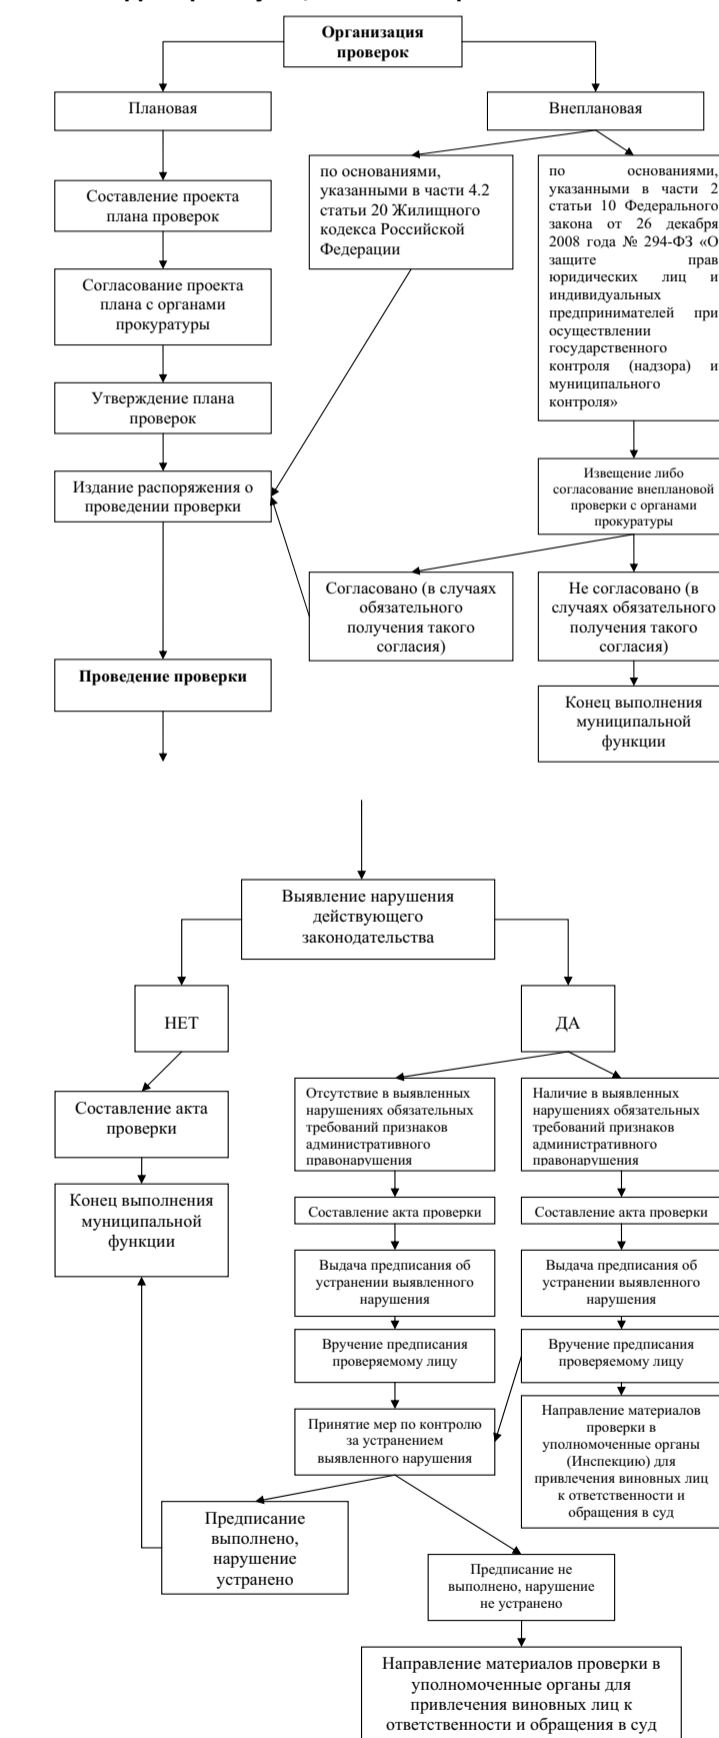 Организация
проверок
Плановая
Внеплановая
Составление проекта
плана проверок
Согласование проекта
плана с органами
прокуратуры
Утверждение плана
проверок
Издание распоряжения о
проведении проверки
Проведение проверки
по основаниями,
указанными в части 4.2
статьи 20 Жилищного
кодекса Российской
Федерации
по основаниями,
указанными в части 2
статьи 10 Федерального
закона от 26 декабря
2008 года № 294-ФЗ «О
защите прав
юридических лиц и
индивидуальных
предпринимателей при
осуществлении
государственного
контроля (надзора) и
муниципального
контроля»
Извещение либо
согласование внеплановой
проверки с органами
прокуратуры
Согласовано (в случаях
обязательного
получения такого
согласия)
Не согласовано (в
случаях обязательного
получения такого
согласия)
Конец выполнения
муниципальной
функции
Выявление нарушения
действующего
законодательства
НЕТ
ДА
Составление акта
проверки
Конец выполнения
муниципальной
функции
Отсутствие в выявленных
нарушениях обязательных
требований признаков
административного
правонарушения
Составление акта проверки
Выдача предписания об
устранении выявленного
нарушения
Вручение предписания
проверяемому лицу
Принятие мер по контролю
за устранением
выявленного нарушения
Наличие в выявленных
нарушениях обязательных
требований признаков
административного
правонарушения
Составление акта проверки
Выдача предписания об
устранении выявленного
нарушения
Вручение предписания
проверяемому лицу
Направление материалов
проверки в
уполномоченные органы
(Инспекцию) для
привлечения виновных лиц
к ответственности и
обращения в суд
Предписание
выполнено,
нарушение
устранено
Предписание не
выполнено, нарушение
не устранено
Направление материалов проверки в
уполномоченные органы для
привлечения виновных лиц к
ответственности и обращения в суд